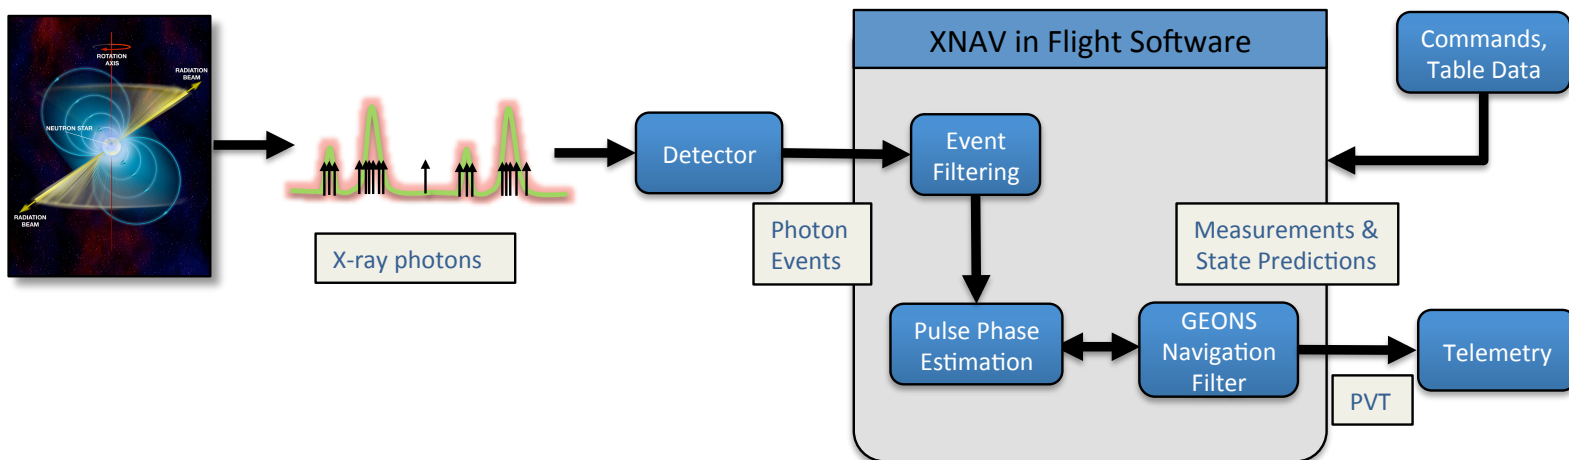 ROTATION
AXIS
RADIATION
BEAM
NEUTRON STAR
RADIATION
BEAM
X-ray photons
Detector
Photon
Events
XNAV in Flight Software
Event
Filtering
Pulse Phase
Estimation
Measurements &
State Predictions
GEONS
Navigation
Filter
Commands,
Table Data
PVT
Telemetry